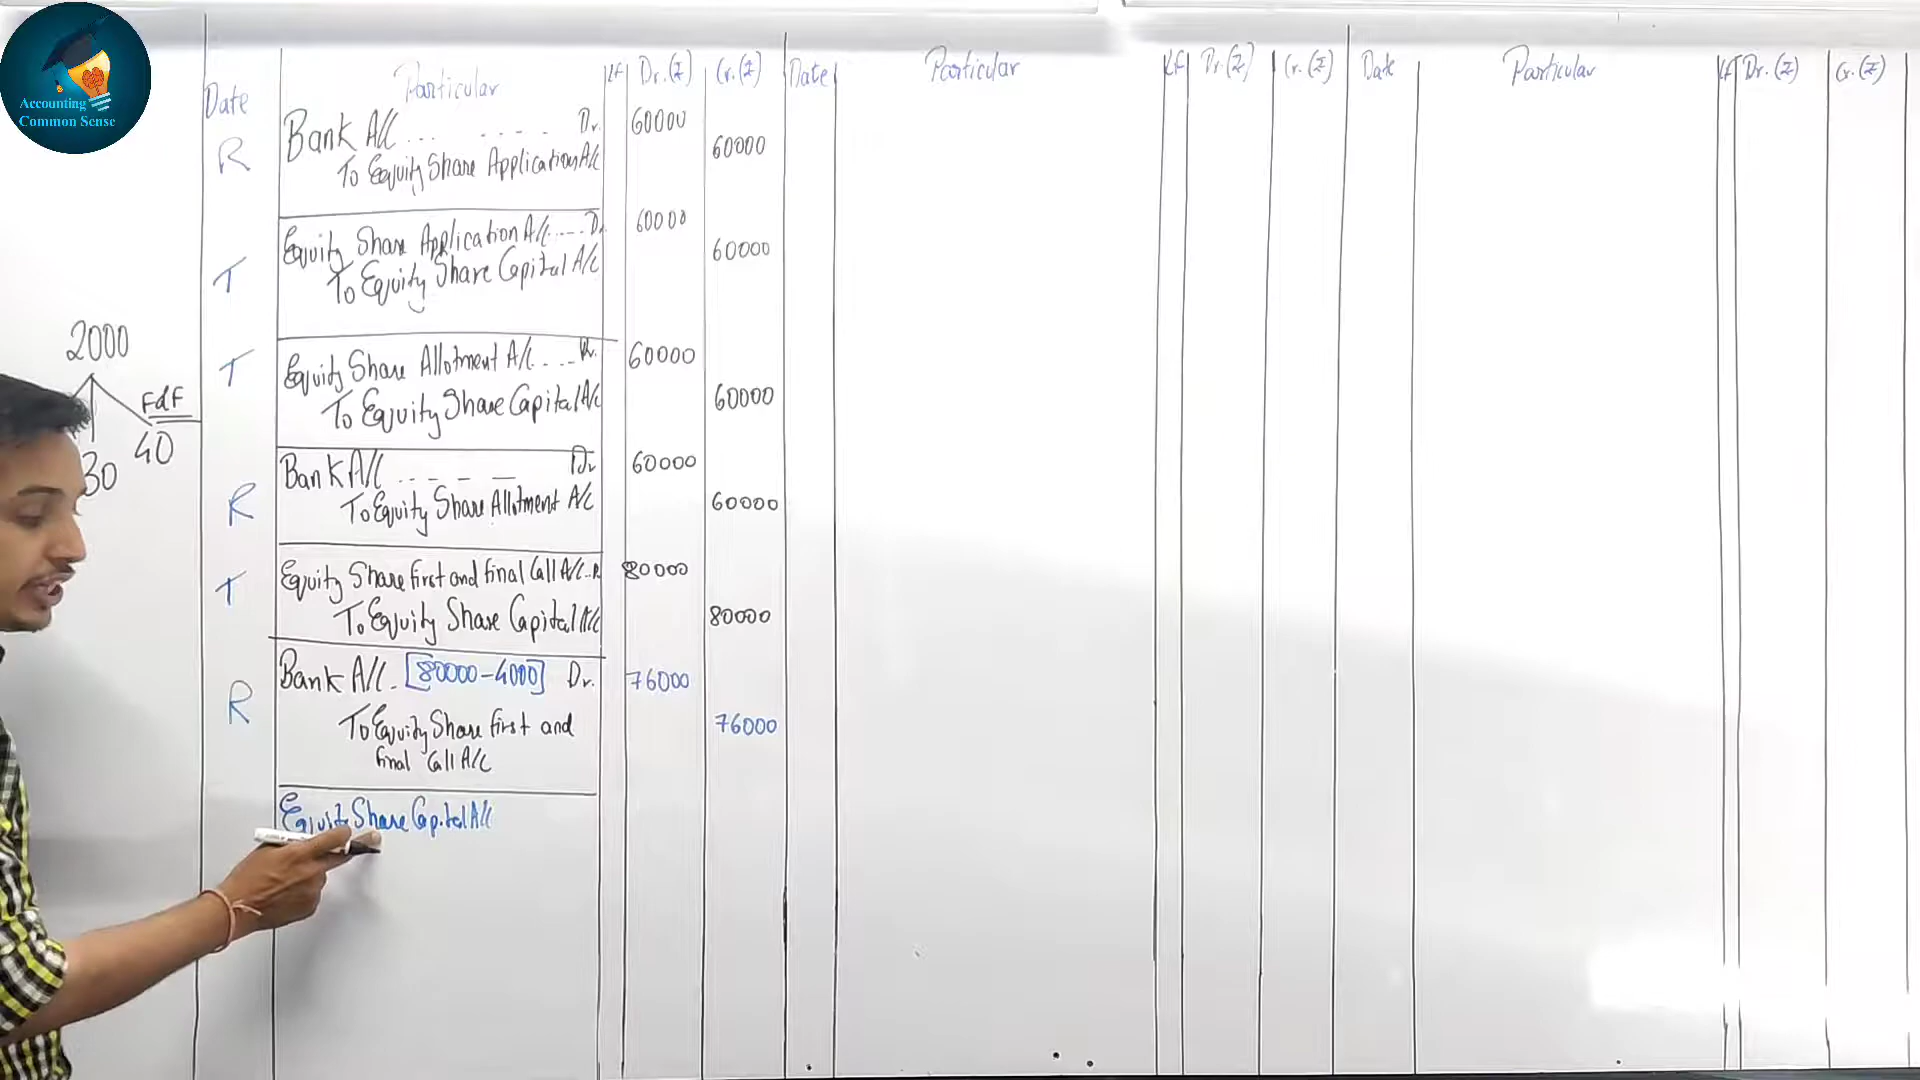 Accounting
Common Sense
Date Particular Lf Dr.(₹) Cr.(₹) Date Particular Lf Dr.(₹) Cr.(₹) Date Particular Lf Dr.(₹) Cr.(₹)
R Bank A/c ... .... Dr. 60000
To Equity Share Application A/c 60000
Equity Share Application A/c ..... D. 60000
T To Equity Share Capital A/c 60000
T Equity Share Allotment A/c .... Dr. 60000
To Equity Share Capital A/c 60000
Bank A/c ..... Dr 60000
R To Equity Share Allotment A/c 60000
T Equity Share first and final Call A/c .. 80000
To Equity Share Capital A/c 80000
Bank A/c. [80000-4000] Dr. 76000
R To Equity Share first and 76000
final Call A/c
Equity Share Capital A/c
2000
FdF
30 40